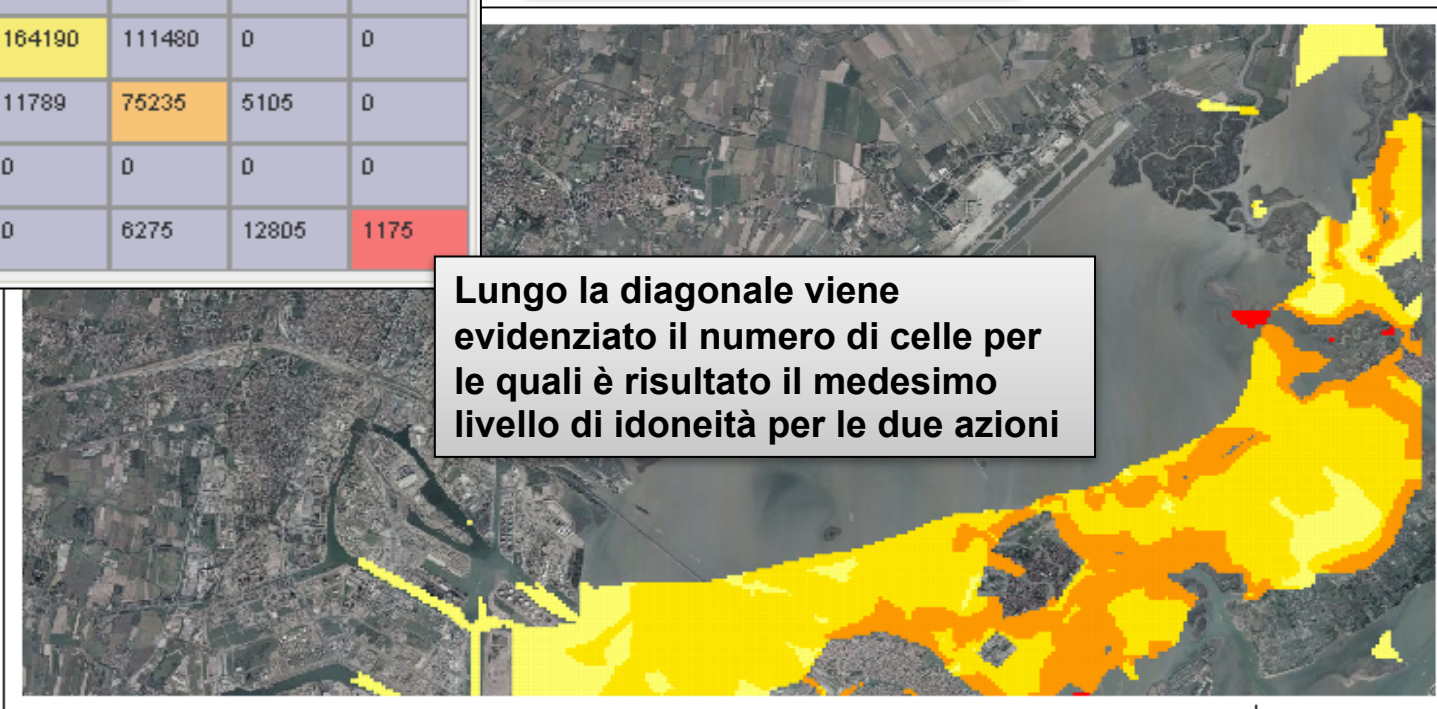 164190 111480 0 0
11789 75235 5105 0
0 0 0 0
0 6275 12805 1175
Lungo la diagonale viene
evidenziato il numero di celle per
le quali è risultato il medesimo
livello di idoneità per le due azioni